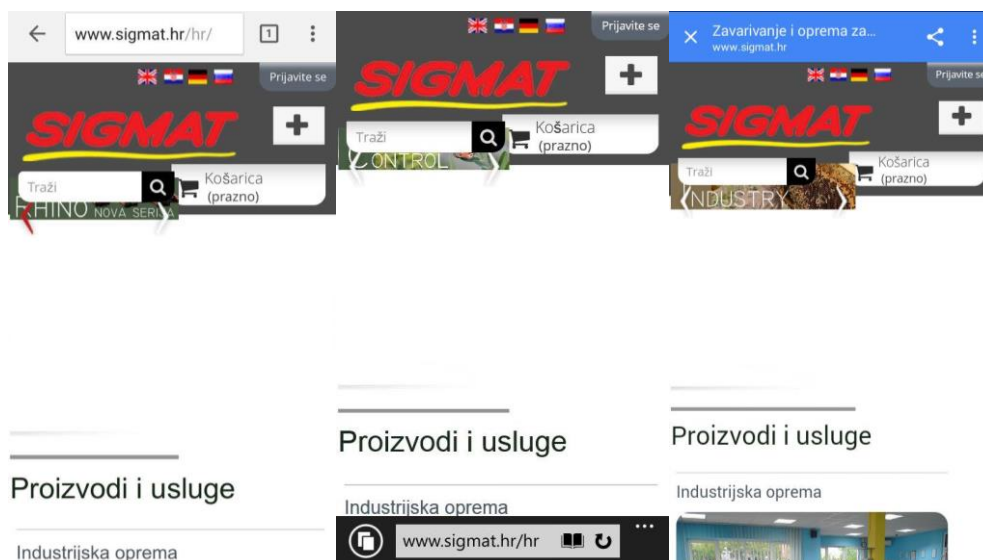 www.sigmat.hr/hr/
1
Prijavite se
SIGMAT
Traži
Košarica
(prazno)
RHINO NOVA SERIJA
Proizvodi i usluge
Industrijska oprema
Prijavite se
SIGMAT
Traži
Košarica
(prazno)
CONTROL
Proizvodi i usluge
Industrijska oprema
www.sigmat.hr/hr
Zavarivanje i oprema za...
www.sigmat.hr
Prijavite se
SIGMAT
Traži
Košarica
(prazno)
INDUSTRY
Proizvodi i usluge
Industrijska oprema